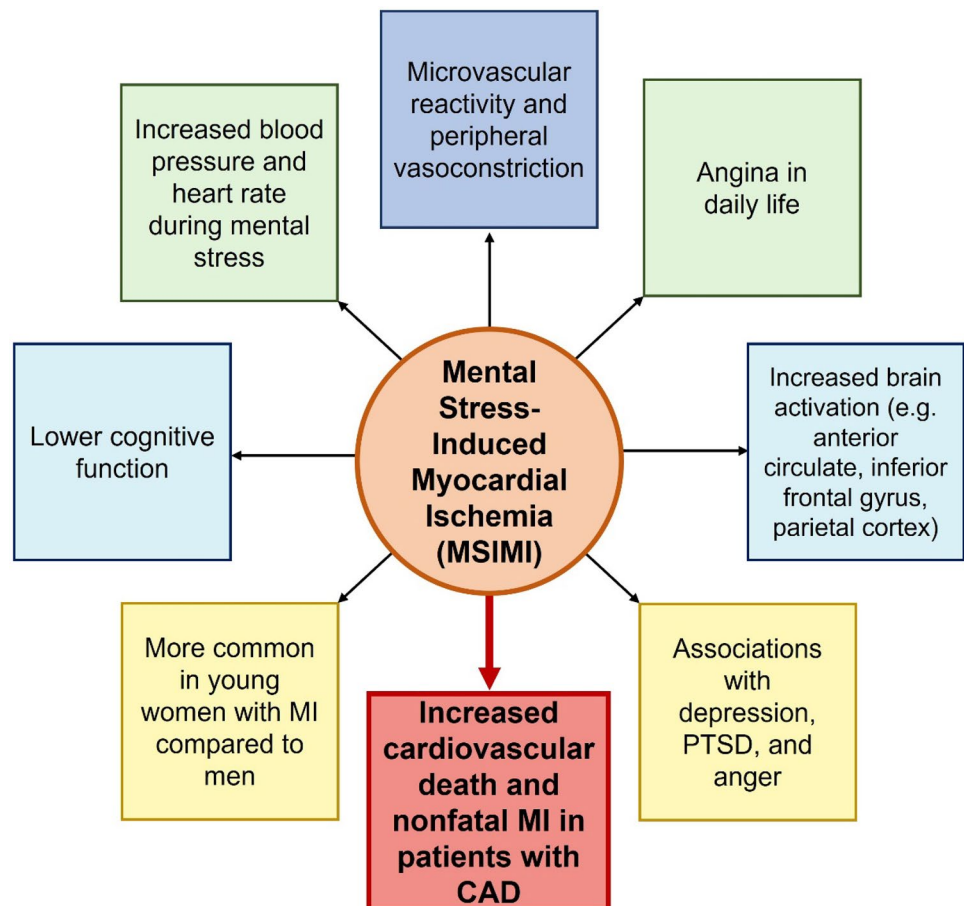 Microvascular
reactivity and
peripheral
vasoconstriction
Increased blood
pressure and
heart rate
during mental
stress
Angina in
daily life
Mental
Stress-
Induced
Myocardial
Ischemia
(MSIMI)
Lower cognitive
function
Increased brain
activation (e.g.
anterior
circulate, inferior
frontal gyrus,
parietal cortex)
More common
in young
women with MI
compared to
men
Increased
cardiovascular
death and
nonfatal MI in
patients with
CAD
Associations
with
depression,
PTSD, and
anger